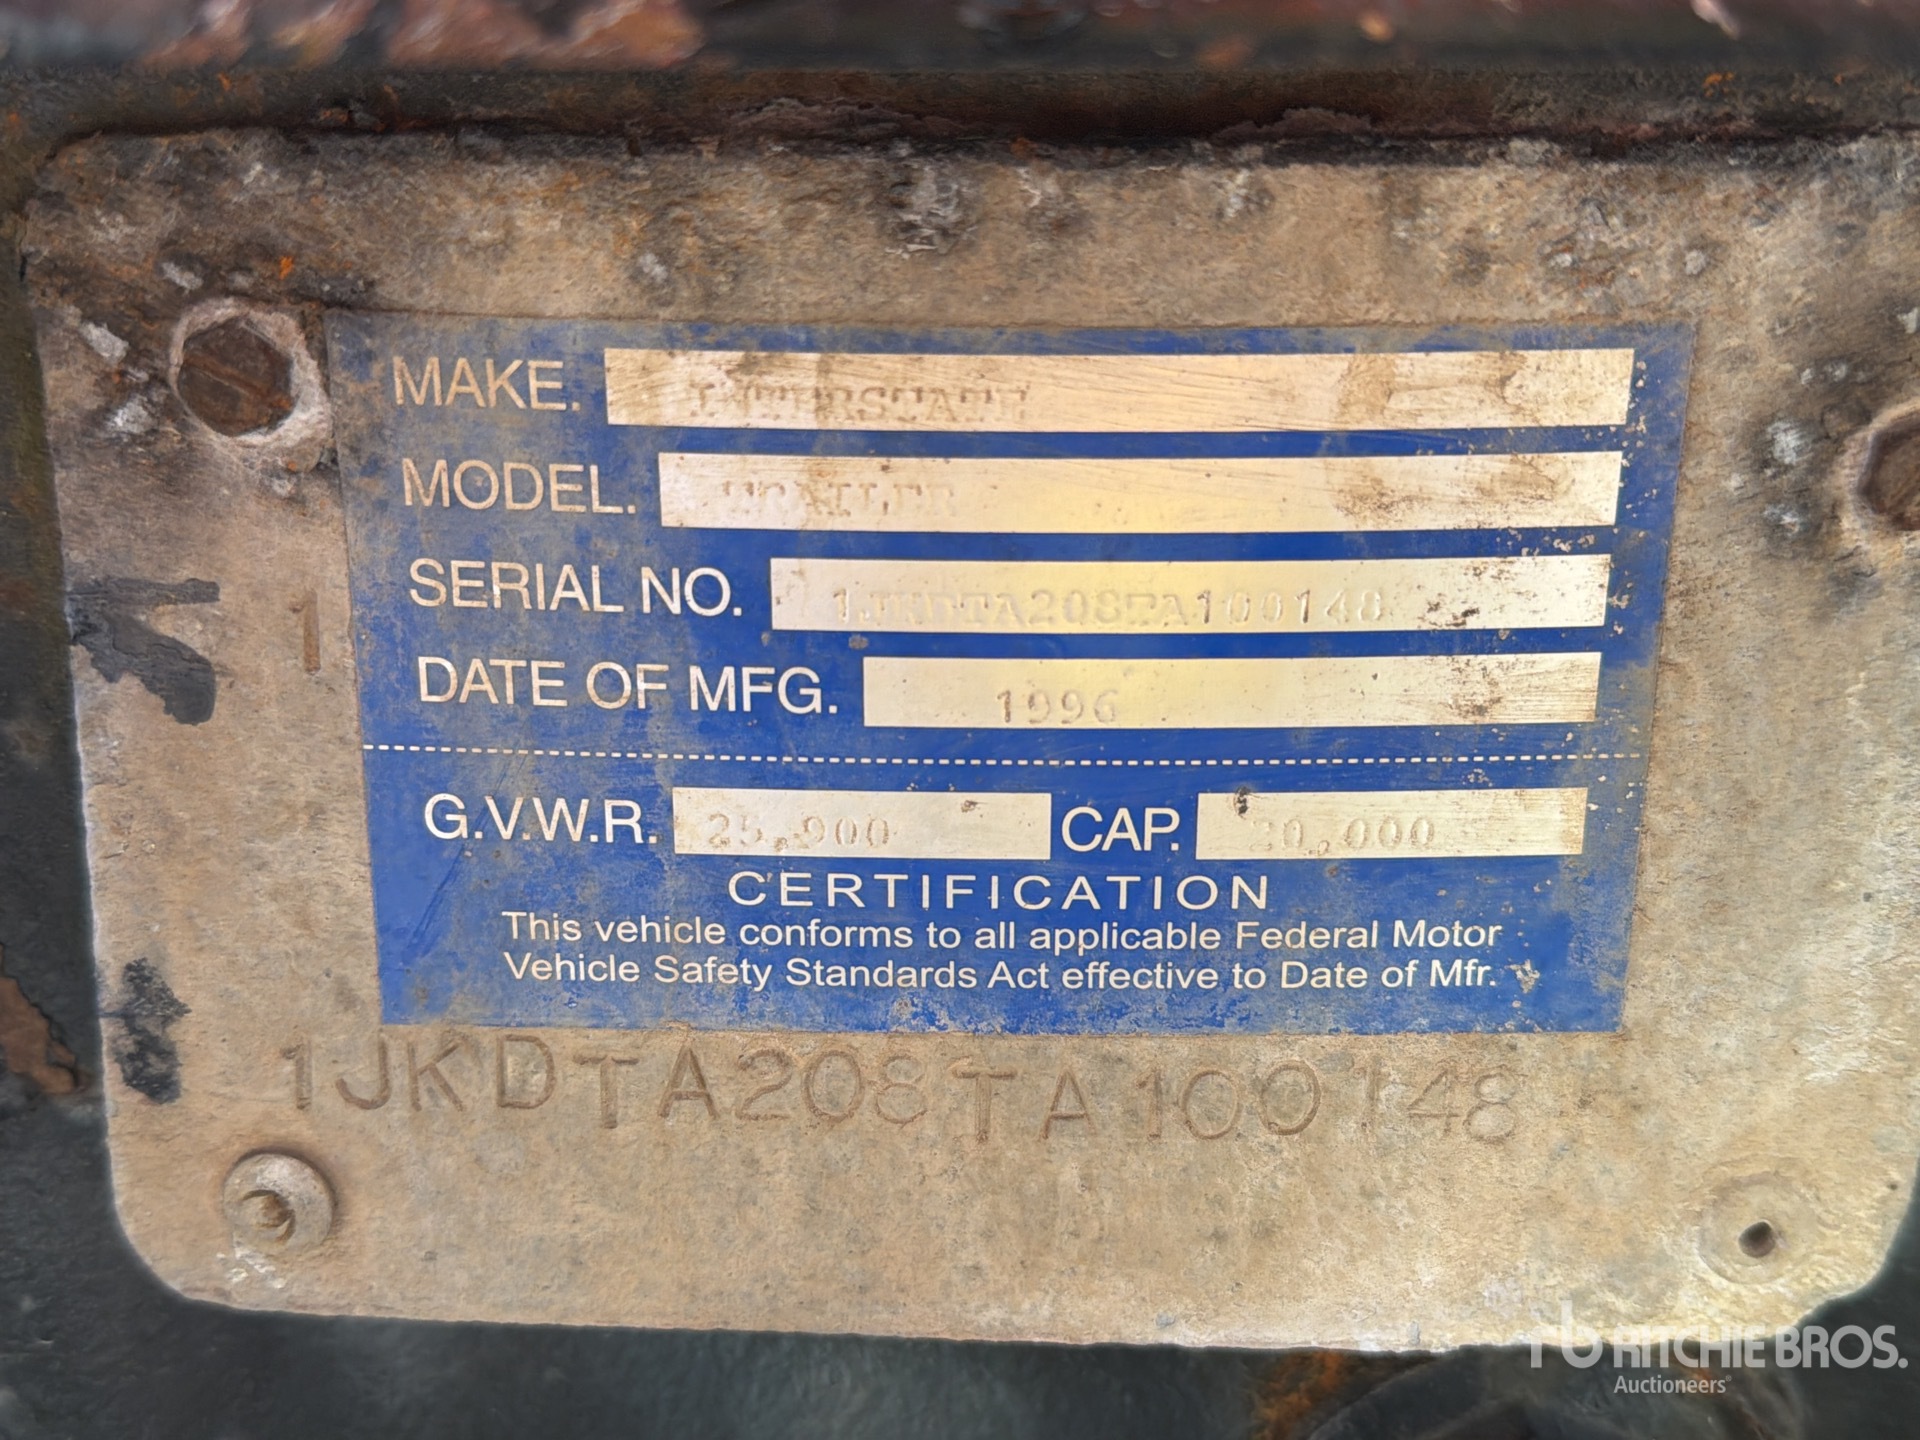 MAKE. INTERSTATE
MODEL. TRAILER
SERIAL NO. 1JKDTA208TA100148
1
DATE OF MFG. 1996
G.V.W.R. 25,900 CAP. 20,000
CERTIFICATION
This vehicle conforms to all applicable Federal Motor
Vehicle Safety Standards Act effective to Date of Mfr.
1JKDTA208TA100148
rb RITCHIE BROS.
Auctioneers